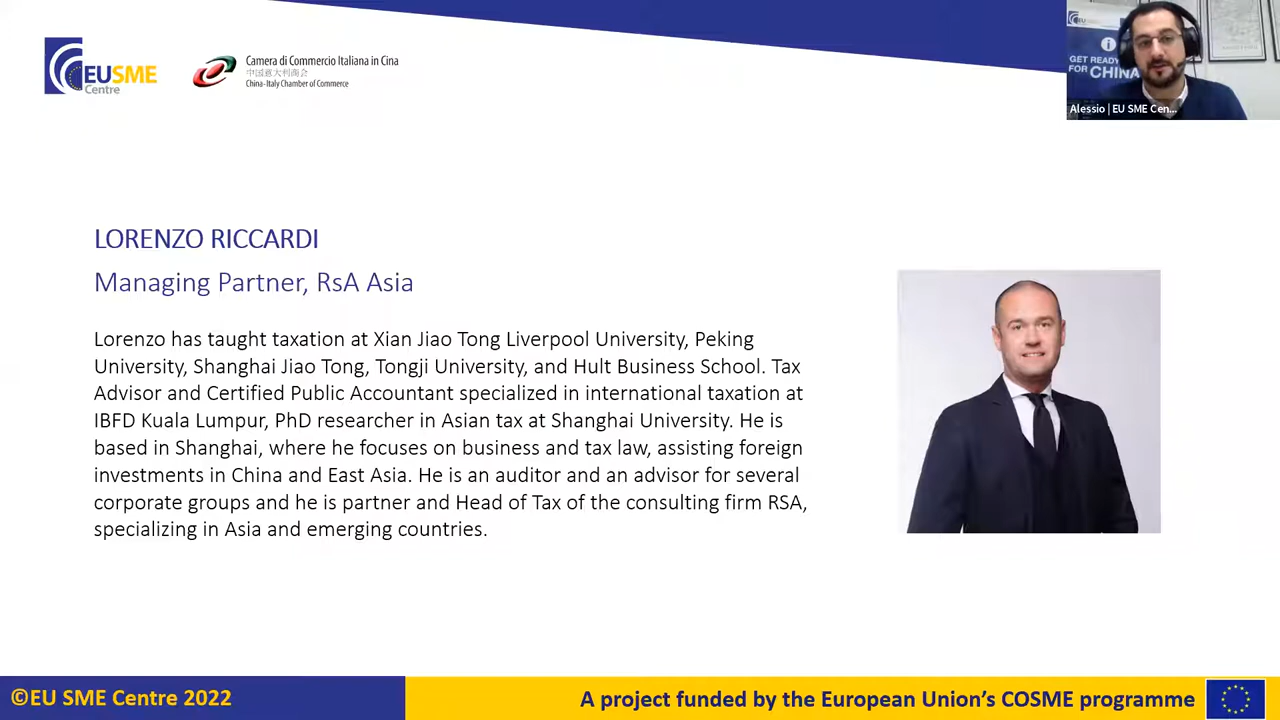 EUSME
Centre
Camera di Commercio Italiana in Cina
中国意大利商会
China-Italy Chamber of Commerce
GET READY
FOR CHINA
Alessio | EU SME Cen...
LORENZO RICCARDI
Managing Partner, RsA Asia
Lorenzo has taught taxation at Xian Jiao Tong Liverpool University, Peking
University, Shanghai Jiao Tong, Tongji University, and Hult Business School. Tax
Advisor and Certified Public Accountant specialized in international taxation at
IBFD Kuala Lumpur, PhD researcher in Asian tax at Shanghai University. He is
based in Shanghai, where he focuses on business and tax law, assisting foreign
investments in China and East Asia. He is an auditor and an advisor for several
corporate groups and he is partner and Head of Tax of the consulting firm RSA,
specializing in Asia and emerging countries.
©EU SME Centre 2022
A project funded by the European Union’s COSME programme